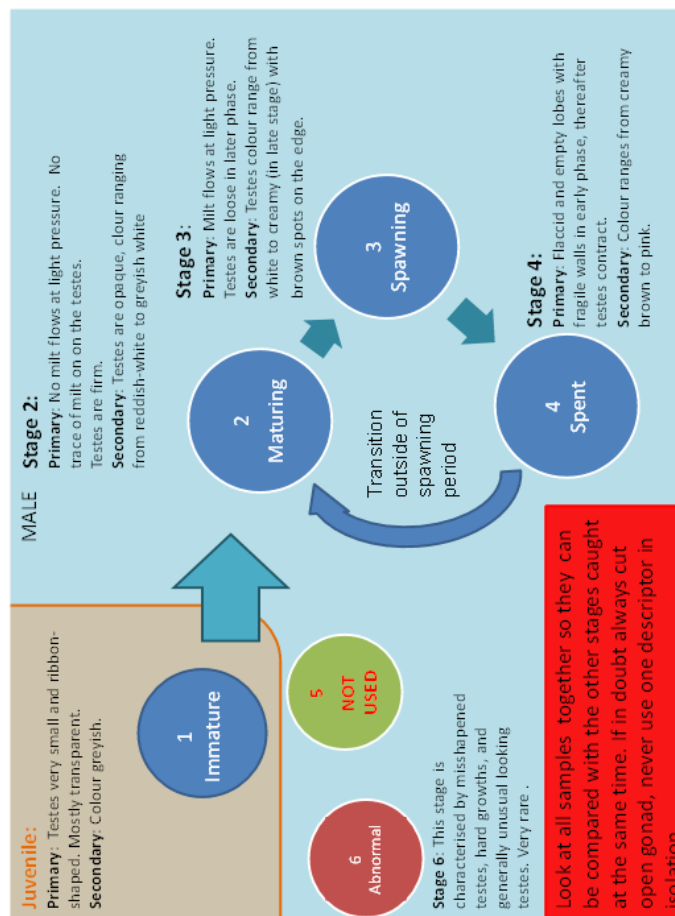 Juvenile:
Primary: Testes very small and ribbon-
shaped. Mostly transparent.
Secondary: Colour greyish.
1
Immature
MALE
Stage 2:
Primary: No milt flows at light pressure. No
trace of milt on on the testes.
Testes are firm.
Secondary: Testes are opaque, clour ranging
from reddish-white to greyish white
2
Maturing
Stage 3:
Primary: Milt flows at light pressure.
Testes are loose in later phase.
Secondary: Testes colour range from
white to creamy (in late stage) with
brown spots on the edge.
3
Spawning
Stage 4:
Primary: Flaccid and empty lobes with
fragile walls in early phase, thereafter
testes contract.
Secondary: Colour ranges from creamy
brown to pink.
4
Spent
Transition
outside of
spawning
period
5
NOT
USED
6
Abnormal
Stage 6: This stage is
characterised by misshapened
testes, hard growths, and
generally unusual looking
testes. Very rare .
Look at all samples together so they can
be compared with the other stages caught
at the same time. If in doubt always cut
open gonad, never use one descriptor in
isolation